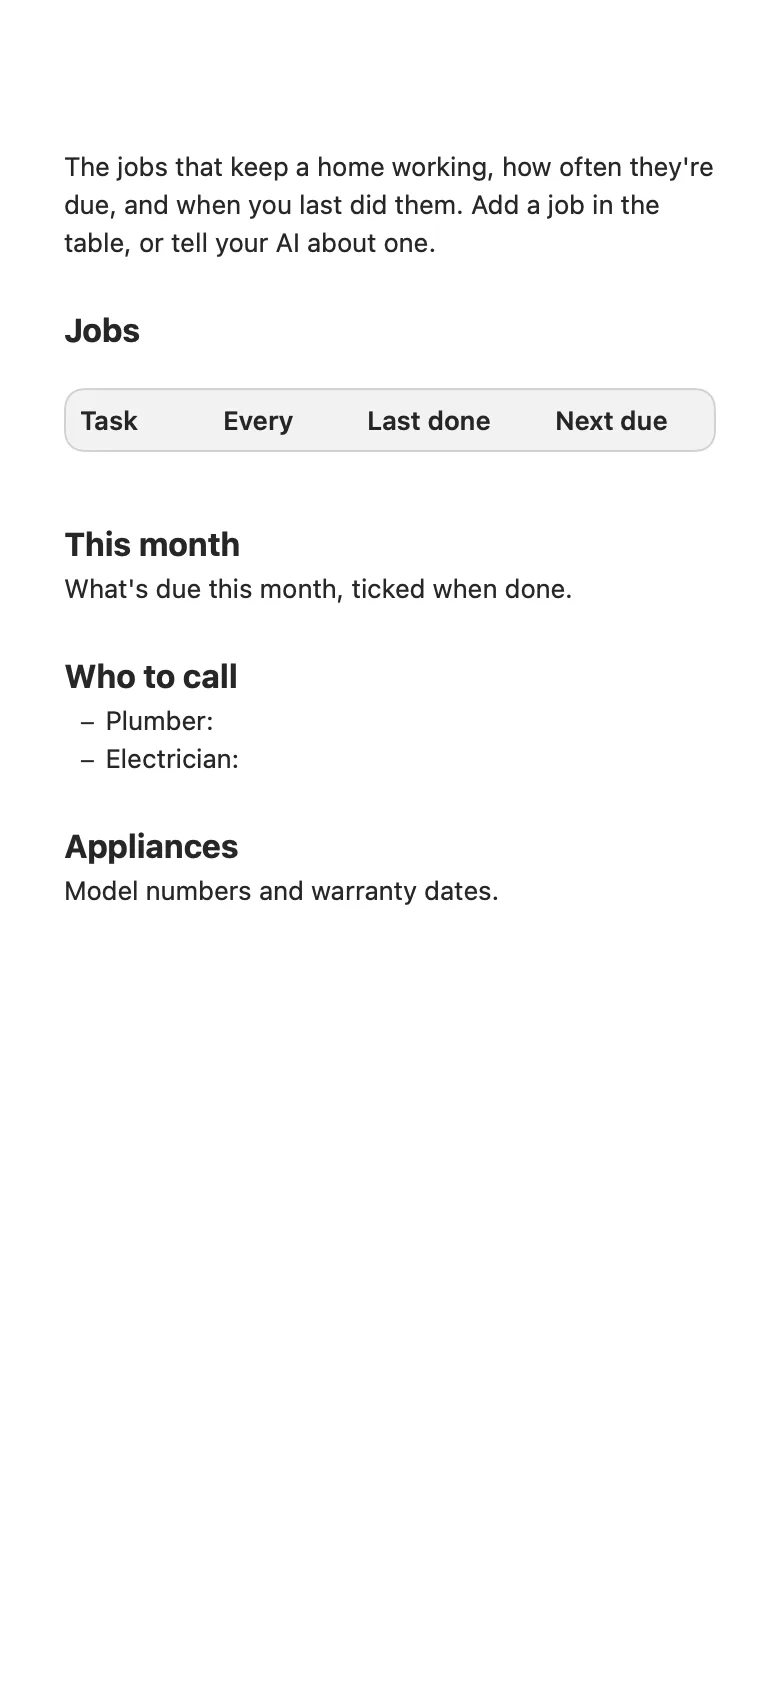 The jobs that keep a home working, how often they're
due, and when you last did them. Add a job in the
table, or tell your AI about one.
Jobs
Task Every Last done Next due
This month
What's due this month, ticked when done.
Who to call
– Plumber:
– Electrician:
Appliances
Model numbers and warranty dates.